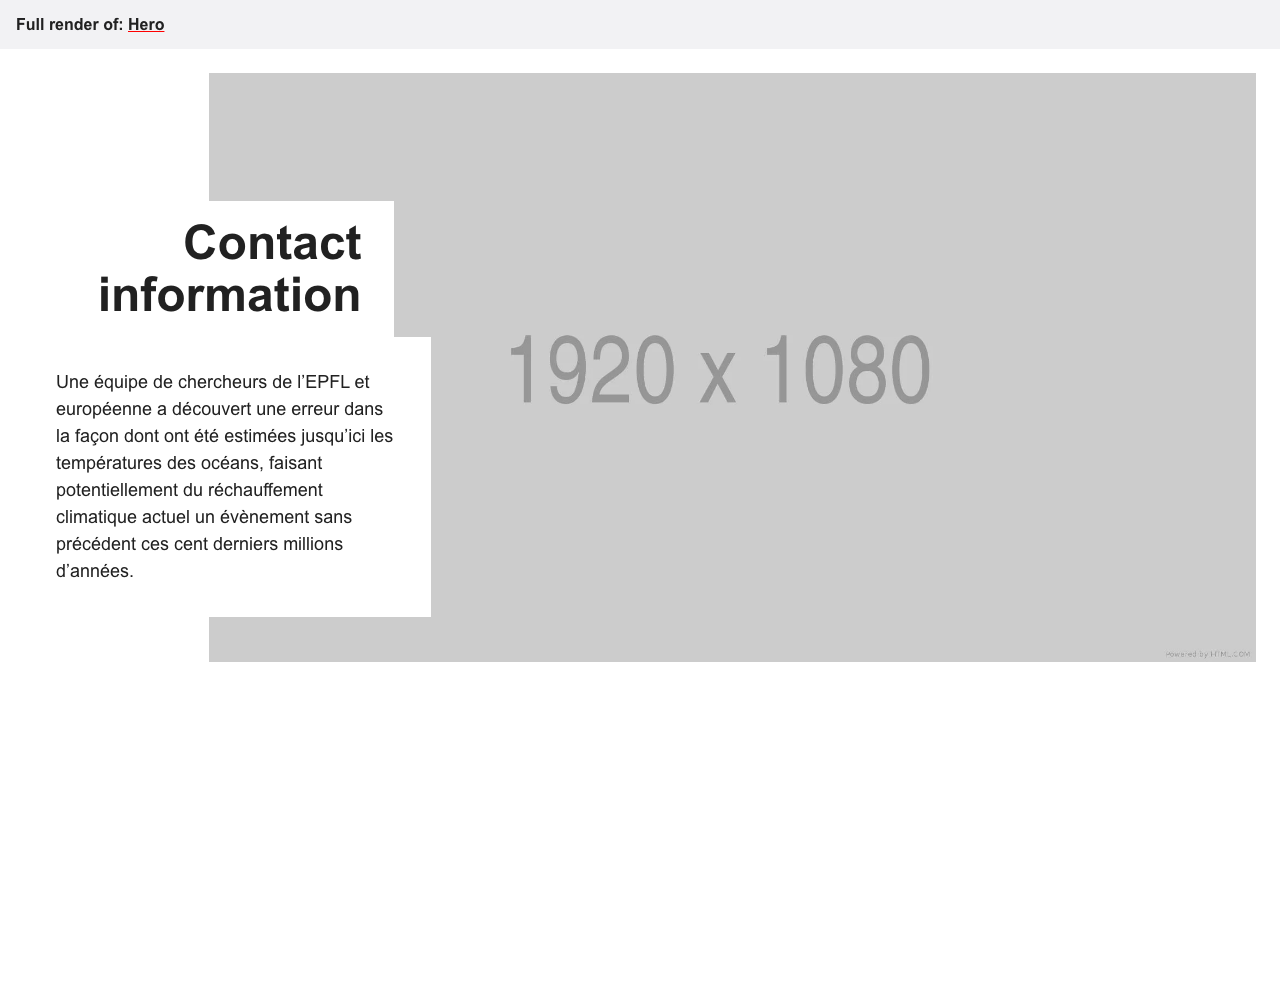 Full render of: Hero
Contact
information
1920 x 1080
Une équipe de chercheurs de l’EPFL et
européenne a découvert une erreur dans
la façon dont ont été estimées jusqu’ici les
températures des océans, faisant
potentiellement du réchauffement
climatique actuel un évènement sans
précédent ces cent derniers millions
d’années.
Powered by HTML.COM